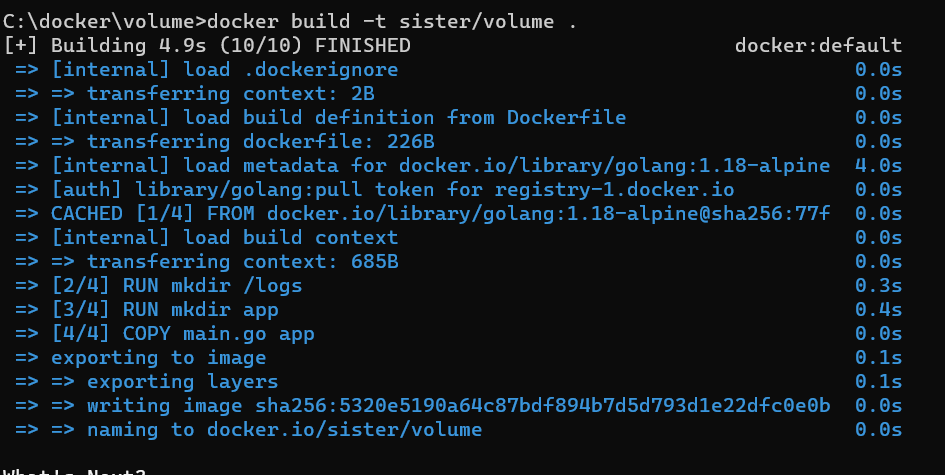 C:\docker\volume>docker build -t sister/volume .
[+] Building 4.9s (10/10) FINISHED docker:default
=> [internal] load .dockerignore 0.0s
=> => transferring context: 2B 0.0s
=> [internal] load build definition from Dockerfile 0.0s
=> => transferring dockerfile: 226B 0.0s
=> [internal] load metadata for docker.io/library/golang:1.18-alpine 4.0s
=> [auth] library/golang:pull token for registry-1.docker.io 0.0s
=> CACHED [1/4] FROM docker.io/library/golang:1.18-alpine@sha256:77f 0.0s
=> [internal] load build context 0.0s
=> => transferring context: 685B 0.0s
=> [2/4] RUN mkdir /logs 0.3s
=> [3/4] RUN mkdir app 0.4s
=> [4/4] COPY main.go app 0.0s
=> exporting to image 0.1s
=> => exporting layers 0.1s
=> => writing image sha256:5320e5190a64c87bdf894b7d5d793d1e22dfc0e0b 0.0s
=> => naming to docker.io/sister/volume 0.0s
What's Next?